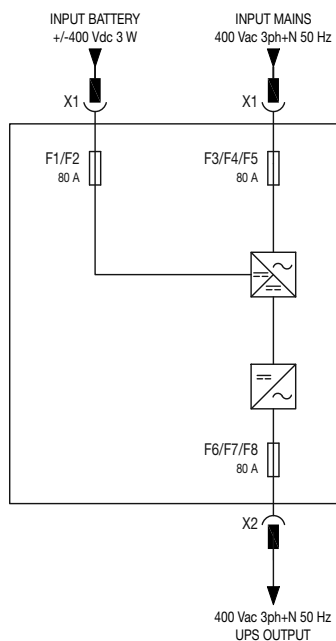 INPUT BATTERY
+/-400 Vdc 3 W
INPUT MAINS
400 Vac 3ph+N 50 Hz
X1
X1
F1/F2
80 A
F3/F4/F5
80 A
F6/F7/F8
80 A
X2
400 Vac 3ph+N 50 Hz
UPS OUTPUT